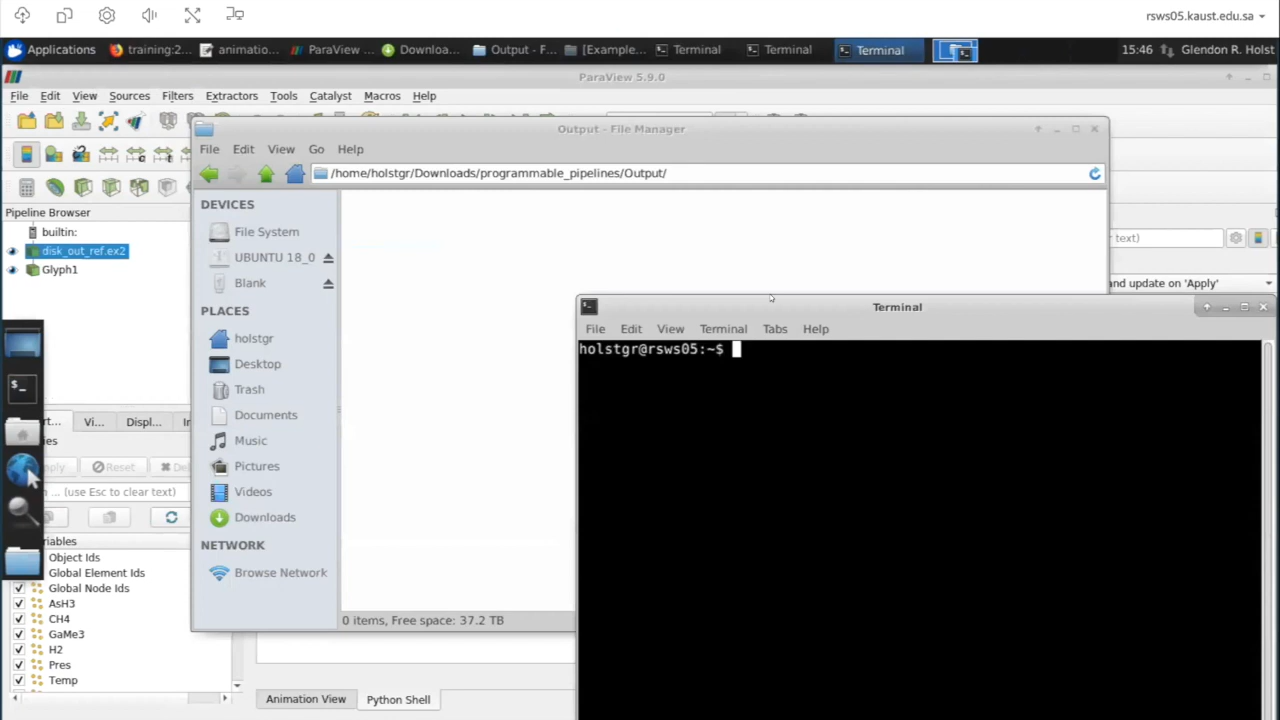 rsws05.kaust.edu.sa
Applications
training:2...
animatio...
ParaView ...
Downloa...
Output - F...
[Example...
Terminal
Terminal
Terminal
15:46
Glendon R. Holst
ParaView 5.9.0
File Edit View Sources Filters Extractors Tools Catalyst Macros Help
Output - File Manager
File Edit View Go Help
/home/holstgr/Downloads/programmable_pipelines/Output/
Pipeline Browser
builtin:
disk_out_ref.ex2
Glyph1
DEVICES
File System
UBUNTU 18_0
Blank
PLACES
holstgr
Desktop
Trash
Documents
Music
Pictures
Videos
Downloads
NETWORK
Browse Network
0 items, Free space: 37.2 TB
text)
and update on 'Apply'
Terminal
File Edit View Terminal Tabs Help
holstgr@rsws05:~$
Vi...
Displ...
Reset
... (use Esc to clear text)
Object Ids
Global Element Ids
Global Node Ids
AsH3
CH4
GaMe3
H2
Pres
Temp
Animation View
Python Shell